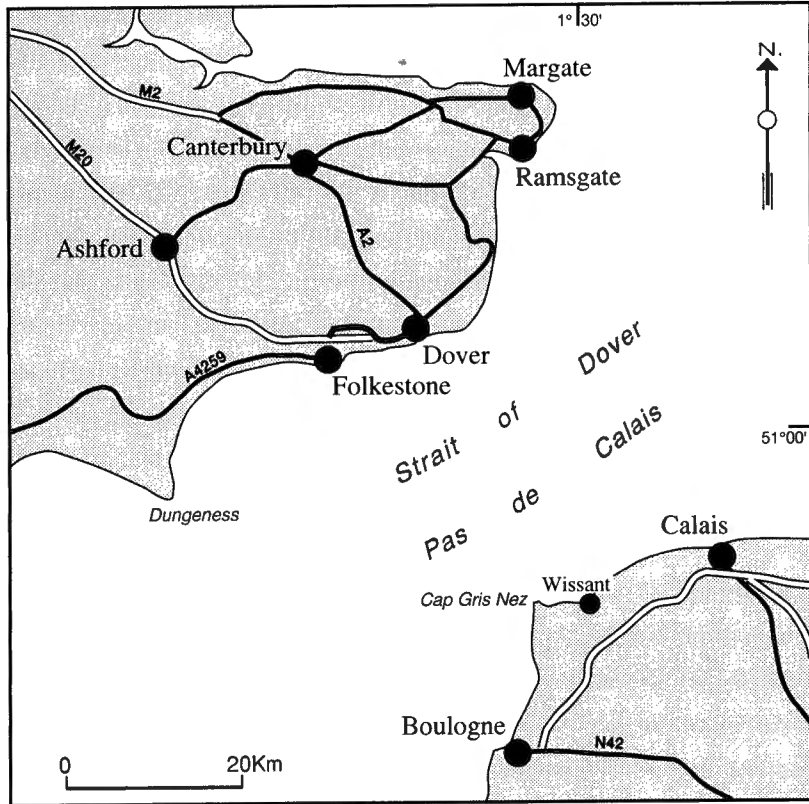 1° 30'
N.
Margate
M2
M20
Canterbury
Ramsgate
A2
Ashford
Dover
A4259
Folkestone
Strait of Dover
Pas de Calais
51°00'
Dungeness
Calais
Wissant
Cap Gris Nez
Boulogne
N42
0 20Km